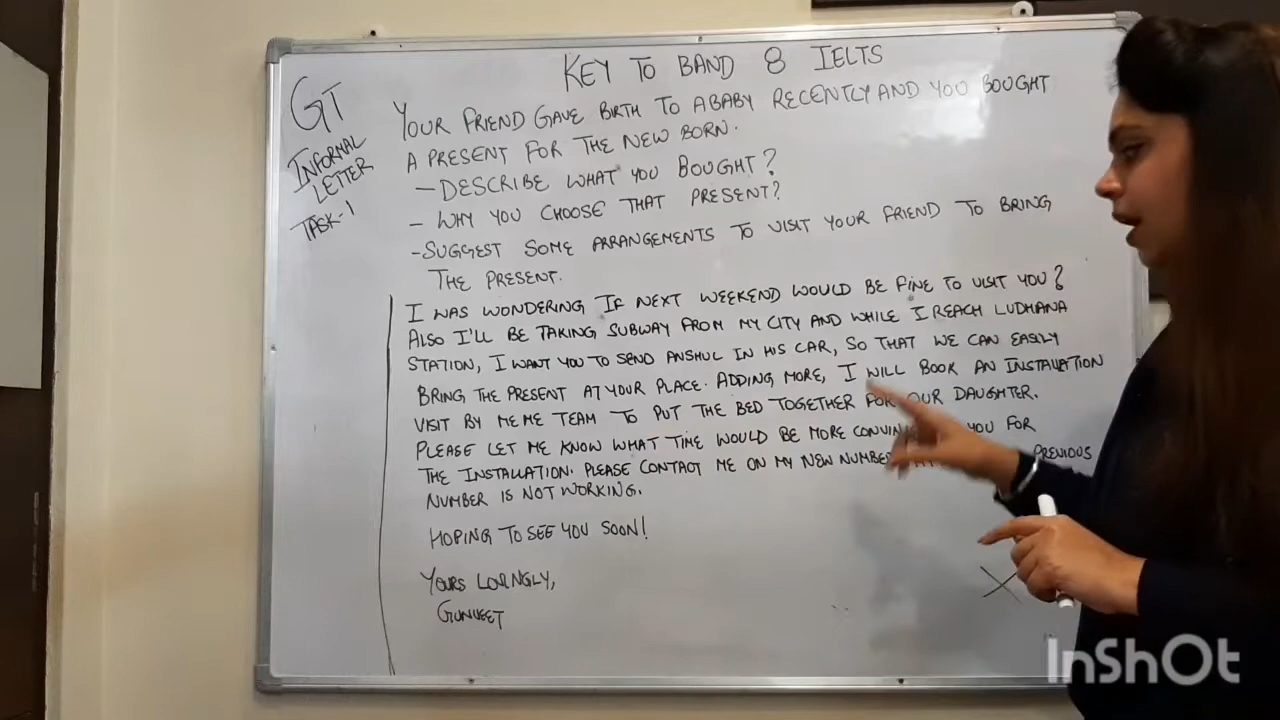 KEY TO BAND 8 IELTS
GT
INFORMAL
LETTER
TASK-1
YOUR FRIEND GAVE BIRTH TO A BABY RECENTLY AND YOU BOUGHT
A PRESENT FOR THE NEW BORN.
- DESCRIBE WHAT YOU BOUGHT?
- WHY YOU CHOOSE THAT PRESENT?
- SUGGEST SOME ARRANGEMENTS TO VISIT YOUR FRIEND TO BRING
THE PRESENT.
I WAS WONDERING IF NEXT WEEKEND WOULD BE FINE TO VISIT YOU?
ALSO I'LL BE TAKING SUBWAY FROM MY CITY AND WHILE I REACH LUDHIANA
STATION, I WANT YOU TO SEND ANSHUL IN HIS CAR, SO THAT WE CAN EASILY
BRING THE PRESENT AT YOUR PLACE. ADDING MORE, I WILL BOOK AN INSTALLATION
VISIT BY MEME TEAM TO PUT THE BED TOGETHER FOR OUR DAUGHTER.
PLEASE LET ME KNOW WHAT TIME WOULD BE MORE YOU FOR
THE INSTALLATION. PLEASE CONTACT ME ON MY NEW NUMBER PREVIOUS
NUMBER IS NOT WORKING.
HOPING TO SEE YOU SOON!
YOURS LOVINGLY,
GUNVEET
X
InShOt